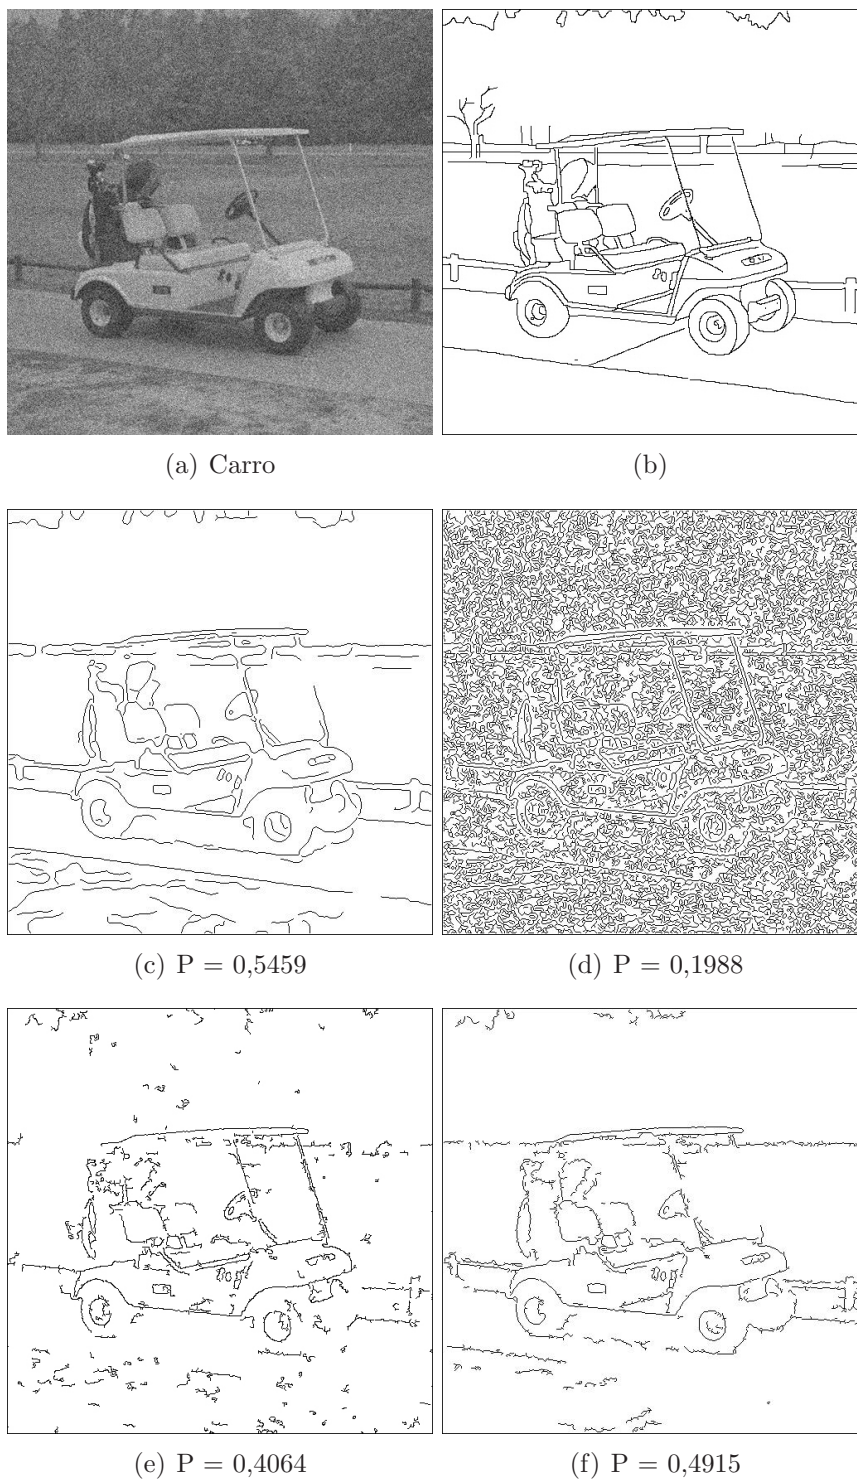 (a) Carro
(b)
(c) P = 0,5459
(d) P = 0,1988
(e) P = 0,4064
(f) P = 0,4915